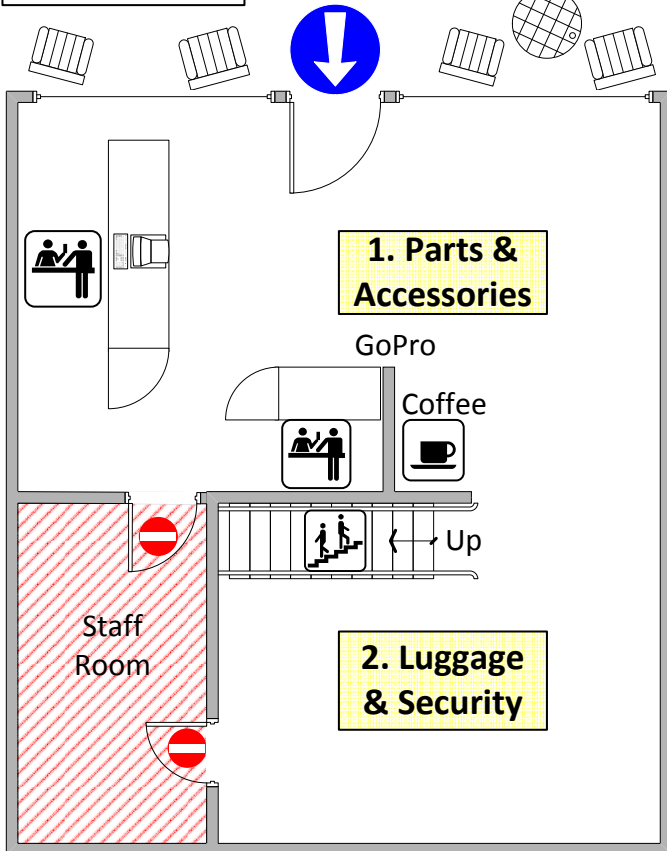 1. Parts &
Accessories
GoPro
Coffee
Up
Staff
Room
2. Luggage
& Security